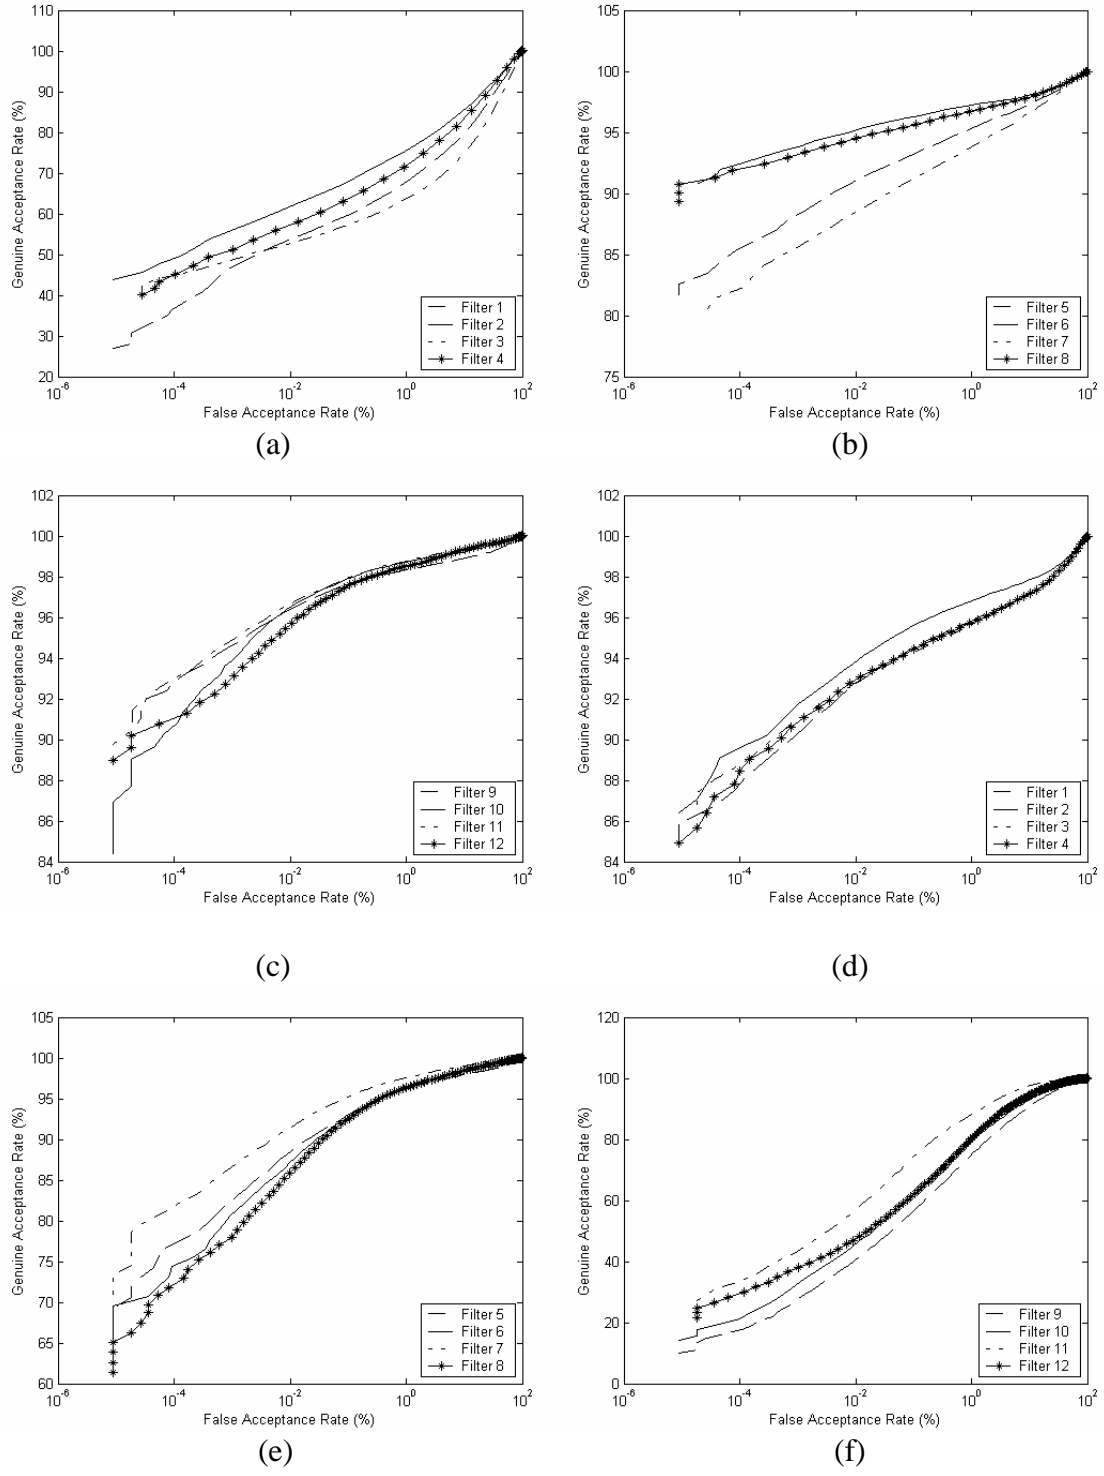 110
100
90
80
70
60
50
40
30
20
Genuine Acceptance Rate (%)
Filter 1
Filter 2
Filter 3
Filter 4
10^-6
10^-4
10^-2
10^0
10^2
False Acceptance Rate (%)
(a)
105
100
95
90
85
80
75
Genuine Acceptance Rate (%)
Filter 5
Filter 6
Filter 7
Filter 8
10^-6
10^-4
10^-2
10^0
10^2
False Acceptance Rate (%)
(b)
102
100
98
96
94
92
90
88
86
84
Genuine Acceptance Rate (%)
Filter 9
Filter 10
Filter 11
Filter 12
10^-6
10^-4
10^-2
10^0
10^2
False Acceptance Rate (%)
(c)
102
100
98
96
94
92
90
88
86
84
Genuine Acceptance Rate (%)
Filter 1
Filter 2
Filter 3
Filter 4
10^-6
10^-4
10^-2
10^0
10^2
False Acceptance Rate (%)
(d)
105
100
95
90
85
80
75
70
65
60
Genuine Acceptance Rate (%)
Filter 5
Filter 6
Filter 7
Filter 8
10^-6
10^-4
10^-2
10^0
10^2
False Acceptance Rate (%)
(e)
120
100
80
60
40
20
0
Genuine Acceptance Rate (%)
Filter 9
Filter 10
Filter 11
Filter 12
10^-6
10^-4
10^-2
10^0
10^2
False Acceptance Rate (%)
(f)